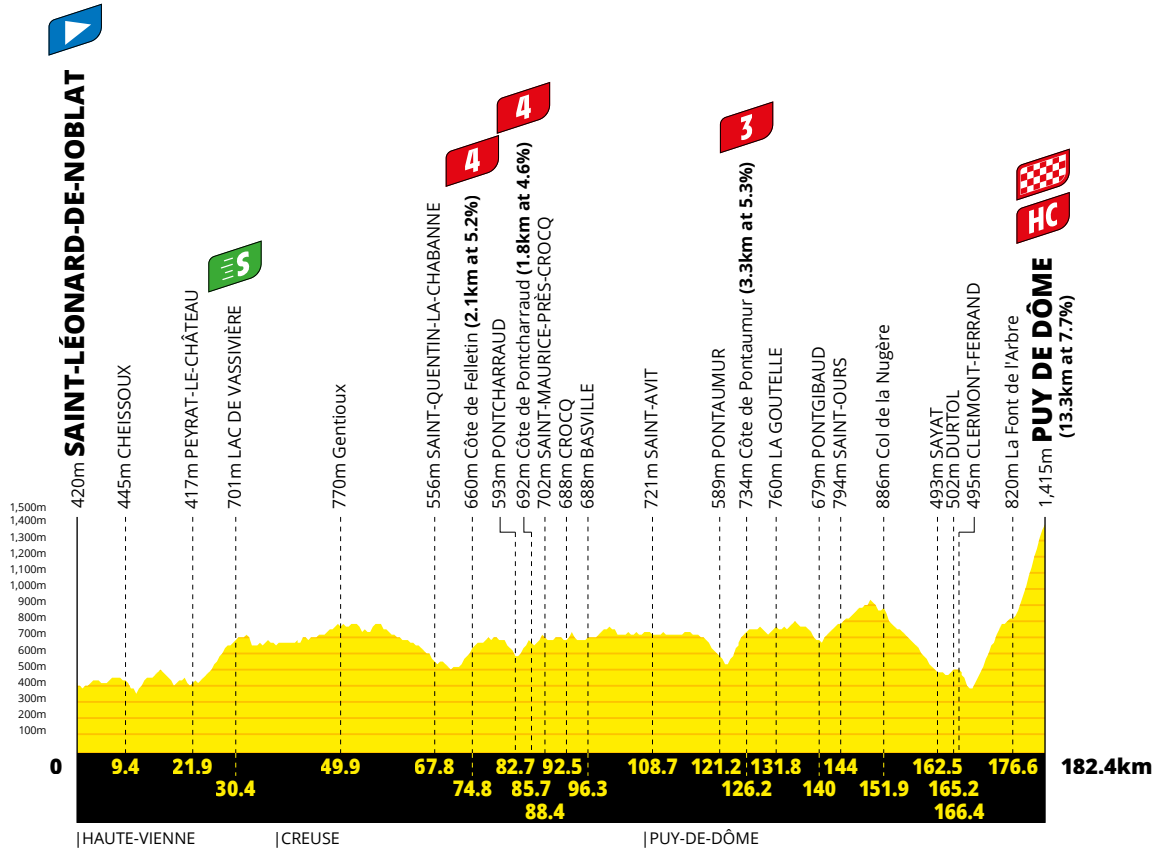 SAINT-LÉONARD-DE-NOBLAT
420m
445m CHEISSOUX
417m PEYRAT-LE-CHÂTEAU
S
701m LAC DE VASSIVIÈRE
770m Gentioux
556m SAINT-QUENTIN-LA-CHABANNE
4
660m Côte de Felletin (2.1km at 5.2%)
593m PONTCHARRAUD
4
692m Côte de Pontcharraud (1.8km at 4.6%)
702m SAINT-MAURICE-PRÈS-CROCQ
688m CROCQ
688m BASVILLE
721m SAINT-AVIT
589m PONTAUMUR
3
734m Côte de Pontaumur (3.3km at 5.3%)
760m LA GOUTELLE
679m PONTGIBAUD
794m SAINT-OURS
886m Col de la Nugère
493m SAYAT
502m DURTOL
495m CLERMONT-FERRAND
820m La Font de l'Arbre
HC
1,415m PUY DE DÔME
(13.3km at 7.7%)
1,500m
1,400m
1,300m
1,200m
1,100m
1,000m
900m
800m
700m
600m
500m
400m
300m
200m
100m
0 9.4 21.9 49.9 67.8 82.7 92.5 108.7 121.2 131.8 144 162.5 176.6 182.4km
30.4 74.8 85.7 96.3 126.2 140 151.9 165.2
88.4 166.4
|HAUTE-VIENNE |CREUSE |PUY-DE-DÔME